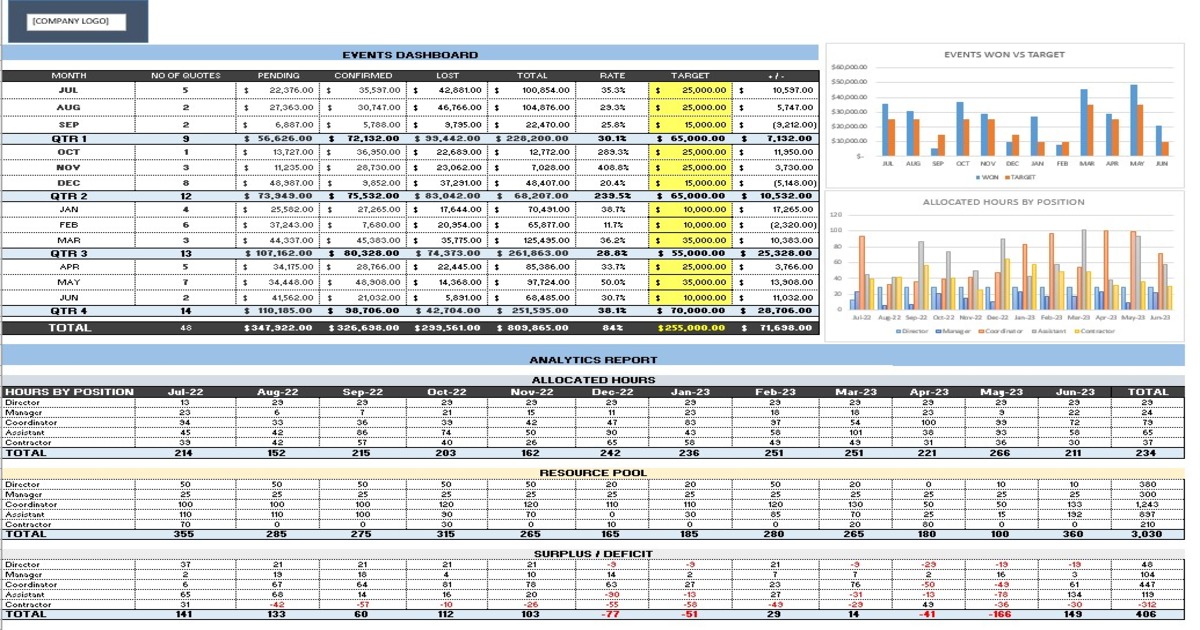 [COMPANY LOGO]
EVENTS DASHBOARD
MONTH NO OF QUOTES PENDING CONFIRMED LOST TOTAL RATE TARGET +/-
JUL 5 $ 22,376.00 $ 35,597.00 $ 42,881.00 $ 100,854.00 35.3% $ 25,000.00 $ 10,597.00
AUG 2 $ 27,363.00 $ 30,747.00 $ 46,766.00 $ 104,876.00 29.3% $ 25,000.00 $ 5,747.00
SEP 2 $ 6,887.00 $ 5,788.00 $ 9,795.00 $ 22,470.00 25.8% $ 15,000.00 $ (9,212.00)
QTR 1 9 $ 56,626.00 $ 72,132.00 $ 99,442.00 $ 228,200.00 30.1% $ 65,000.00 $ 7,132.00
OCT 1 $ 13,727.00 $ 36,950.00 $ 22,689.00 $ 12,772.00 289.3% $ 25,000.00 $ 11,950.00
NOV 3 $ 11,235.00 $ 28,730.00 $ 23,062.00 $ 7,028.00 408.8% $ 25,000.00 $ 3,730.00
DEC 8 $ 48,987.00 $ 9,852.00 $ 37,291.00 $ 48,407.00 20.4% $ 15,000.00 $ (5,148.00)
QTR 2 12 $ 73,949.00 $ 75,532.00 $ 83,042.00 $ 68,207.00 239.5% $ 65,000.00 $ 10,532.00
JAN 4 $ 25,582.00 $ 27,265.00 $ 17,644.00 $ 70,491.00 38.7% $ 10,000.00 $ 17,265.00
FEB 6 $ 37,243.00 $ 7,680.00 $ 20,954.00 $ 65,877.00 11.7% $ 10,000.00 $ (2,320.00)
MAR 3 $ 44,337.00 $ 45,383.00 $ 35,775.00 $ 125,495.00 36.2% $ 35,000.00 $ 10,383.00
QTR 3 13 $ 107,162.00 $ 80,328.00 $ 74,373.00 $ 261,863.00 28.8% $ 55,000.00 $ 25,328.00
APR 5 $ 34,175.00 $ 28,766.00 $ 22,445.00 $ 85,386.00 33.7% $ 25,000.00 $ 3,766.00
MAY 7 $ 34,448.00 $ 48,908.00 $ 14,368.00 $ 97,724.00 50.0% $ 35,000.00 $ 13,908.00
JUN 2 $ 41,562.00 $ 21,032.00 $ 5,891.00 $ 68,485.00 30.7% $ 10,000.00 $ 11,032.00
QTR 4 14 $ 110,185.00 $ 98,706.00 $ 42,704.00 $ 251,595.00 38.1% $ 70,000.00 $ 28,706.00
TOTAL 48 $347,922.00 $326,698.00 $299,561.00 $ 809,865.00 84% $255,000.00 $ 71,698.00
EVENTS WON VS TARGET
$60,000.00
$50,000.00
$40,000.00
$30,000.00
$20,000.00
$10,000.00
$-
JUL AUG SEP OCT NOV DEC JAN FEB MAR APR MAY JUN
WON TARGET
ALLOCATED HOURS BY POSITION
120
100
80
60
40
20
0
Jul-22 Aug-22 Sep-22 Oct-22 Nov-22 Dec-22 Jan-23 Feb-23 Mar-23 Apr-23 May-23 Jun-23
Director Manager Coordinator Assistant Contractor
ANALYTICS REPORT
ALLOCATED HOURS
HOURS BY POSITION Jul-22 Aug-22 Sep-22 Oct-22 Nov-22 Dec-22 Jan-23 Feb-23 Mar-23 Apr-23 May-23 Jun-23 TOTAL
Director 13 29 29 29 29 29 29 29 29 29 29 29 29
Manager 23 6 7 21 15 11 23 18 18 23 9 22 24
Coordinator 94 33 36 39 42 47 83 97 54 100 99 72 79
Assistant 45 42 86 74 50 90 43 58 101 38 93 58 65
Contractor 39 42 57 40 26 65 58 49 49 31 36 30 37
TOTAL 214 152 215 203 162 242 236 251 251 221 266 211 234
RESOURCE POOL
Director 50 50 50 50 50 20 20 50 20 0 10 10 380
Manager 25 25 25 25 25 25 25 25 25 25 25 25 300
Coordinator 100 100 100 120 120 110 110 120 130 50 50 133 1,243
Assistant 110 110 100 90 70 0 30 85 70 25 15 192 897
Contractor 70 0 0 30 0 10 0 0 20 80 0 0 210
TOTAL 355 285 275 315 265 165 185 280 265 180 100 360 3,030
SURPLUS / DEFICIT
Director 37 21 21 21 21 -9 -9 21 -9 -29 -19 -19 48
Manager 2 19 18 4 10 14 2 7 7 2 16 3 104
Coordinator 6 67 64 81 78 63 27 23 76 -50 -49 61 447
Assistant 65 68 14 16 20 -90 -13 27 -31 -13 -78 134 119
Contractor 31 -42 -57 -10 -26 -55 -58 -49 -29 49 -36 -30 -312
TOTAL 141 133 60 112 103 -77 -51 29 14 -41 -166 149 406